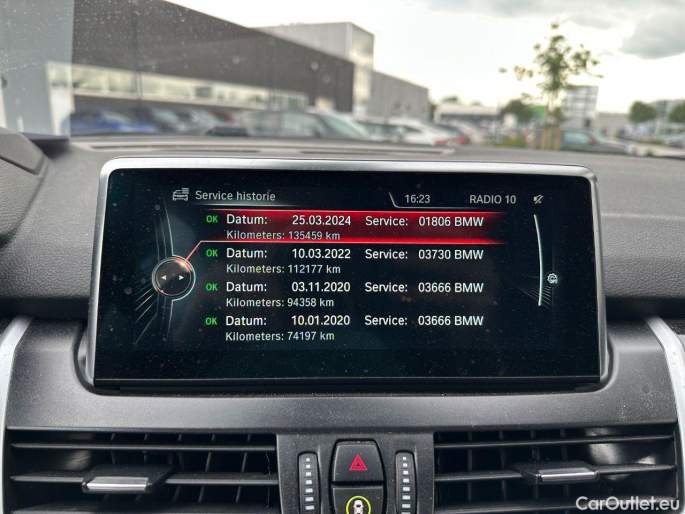 Service historie 16:23 RADIO 10
OK Datum: 25.03.2024 Service: 01806 BMW
Kilometers: 135459 km
OK Datum: 10.03.2022 Service: 03730 BMW
Kilometers: 112177 km
OK Datum: 03.11.2020 Service: 03666 BMW
Kilometers: 94358 km
OK Datum: 10.01.2020 Service: 03666 BMW
Kilometers: 74197 km
CarOutlet.eu